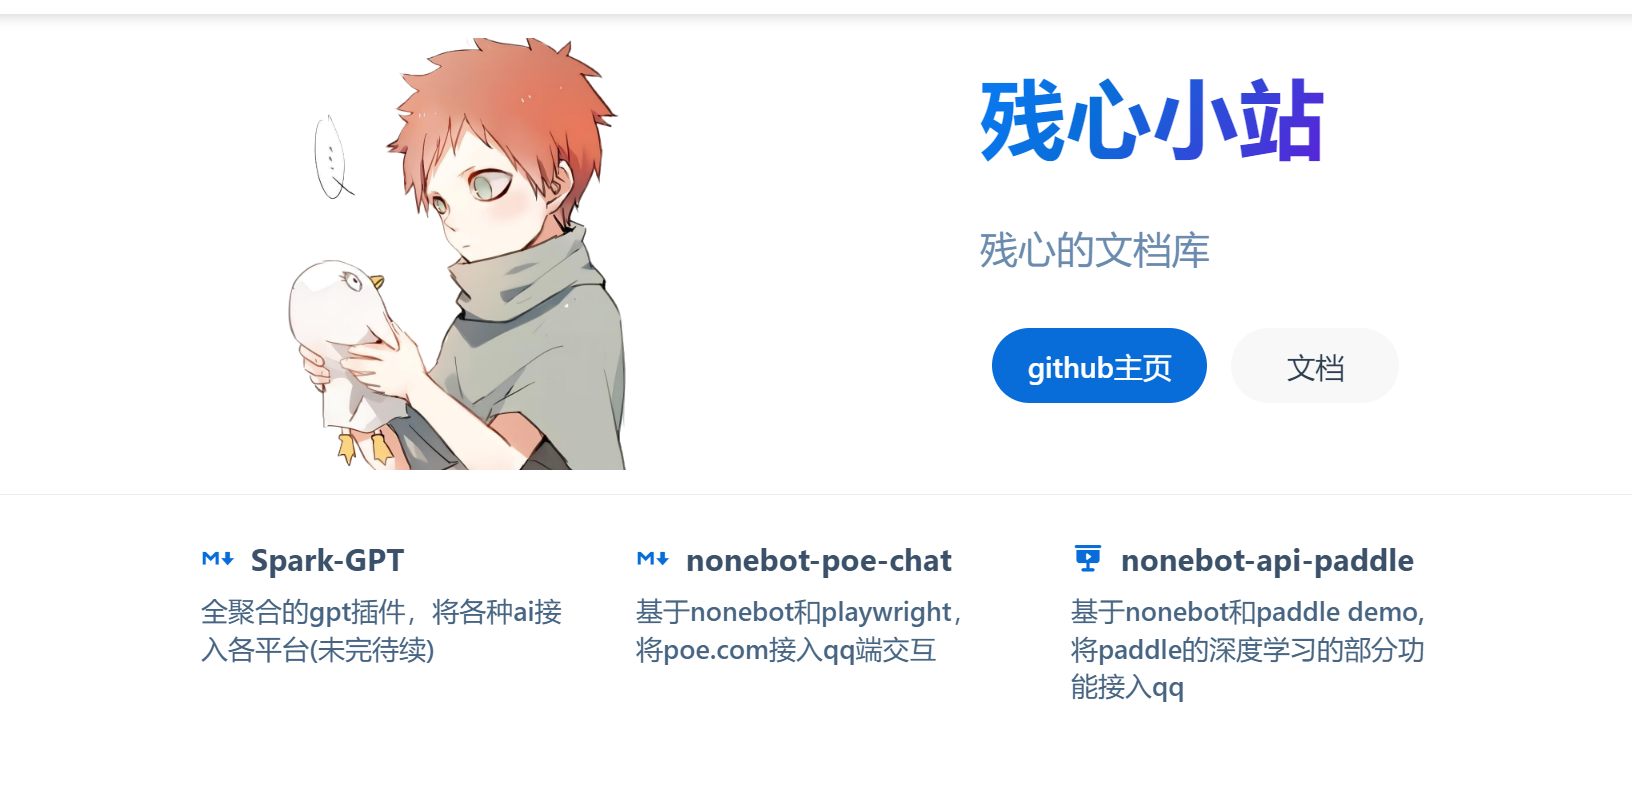 残心小站
残心的文档库
github主页
文档
Spark-GPT
全聚合的gpt插件，将各种ai接
入各平台(未完待续)
nonebot-poe-chat
基于nonebot和playwright，
将poe.com接入qq端交互
nonebot-api-paddle
基于nonebot和paddle demo,
将paddle的深度学习的部分功
能接入qq